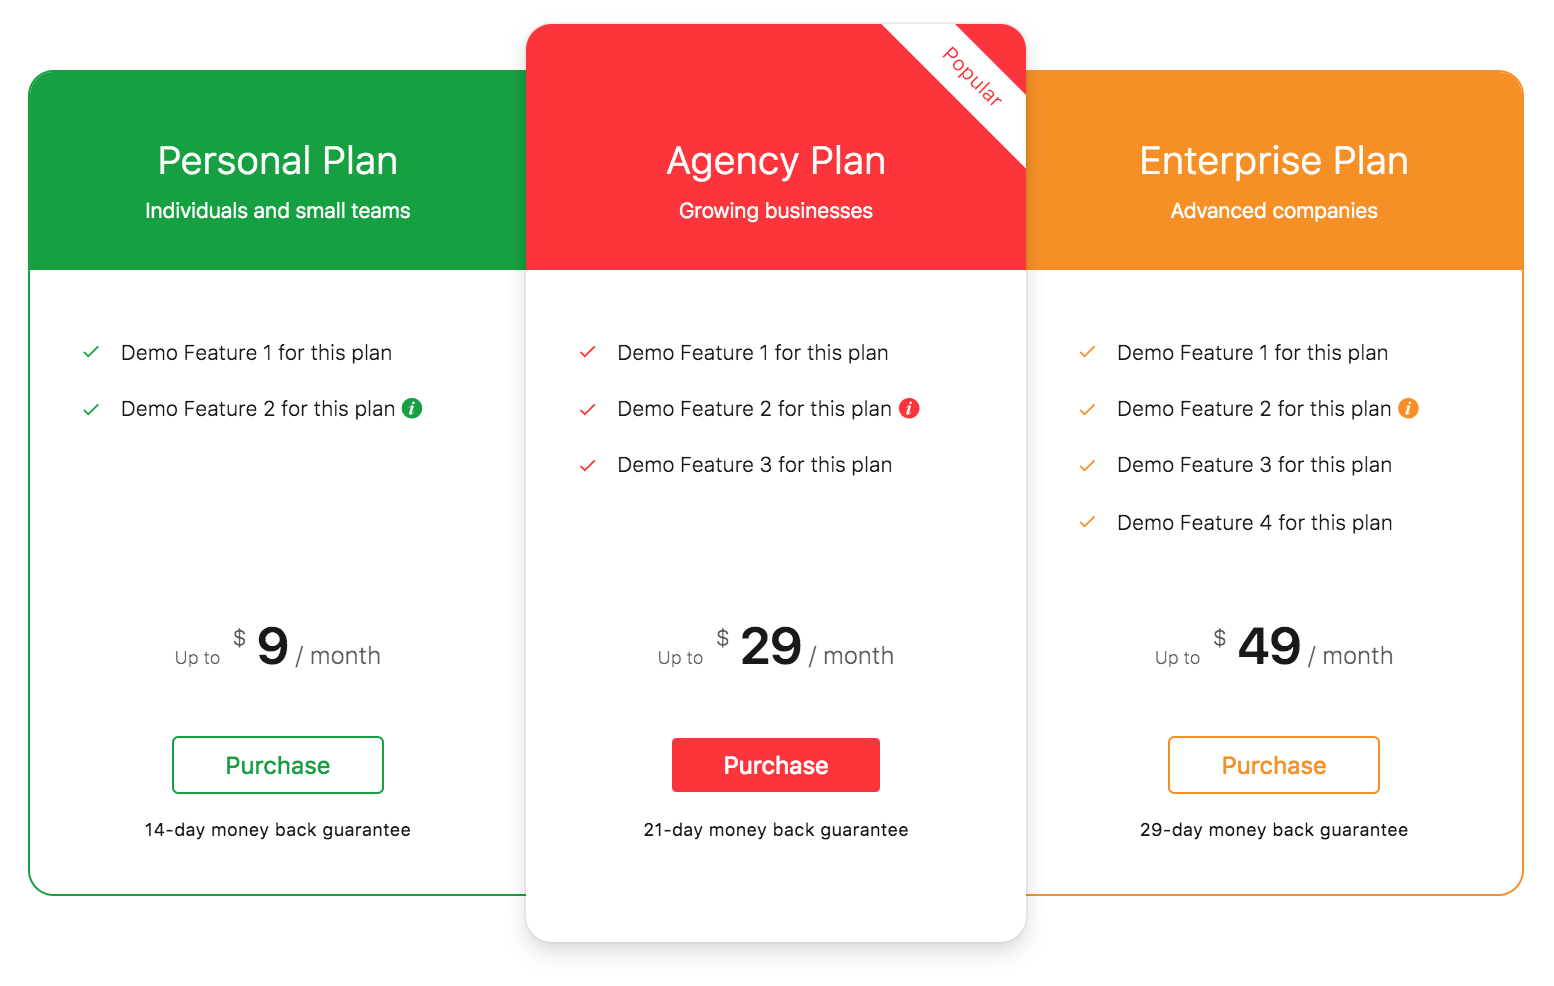 Personal Plan
Individuals and small teams
Demo Feature 1 for this plan
Demo Feature 2 for this plan i
Up to $ 9 / month
Purchase
14-day money back guarantee
Popular
Agency Plan
Growing businesses
Demo Feature 1 for this plan
Demo Feature 2 for this plan i
Demo Feature 3 for this plan
Up to $ 29 / month
Purchase
21-day money back guarantee
Enterprise Plan
Advanced companies
Demo Feature 1 for this plan
Demo Feature 2 for this plan i
Demo Feature 3 for this plan
Demo Feature 4 for this plan
Up to $ 49 / month
Purchase
29-day money back guarantee